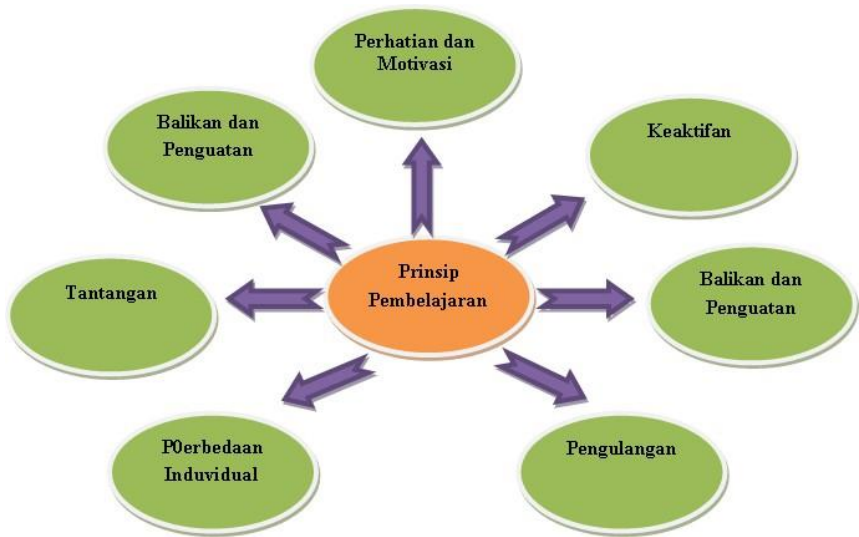 Perhatian dan
Motivasi
Balikan dan
Penguatan
Keaktifan
Prinsip
Pembelajaran
Tantangan
Balikan dan
Penguatan
P0erbedaan
Induvidual
Pengulangan